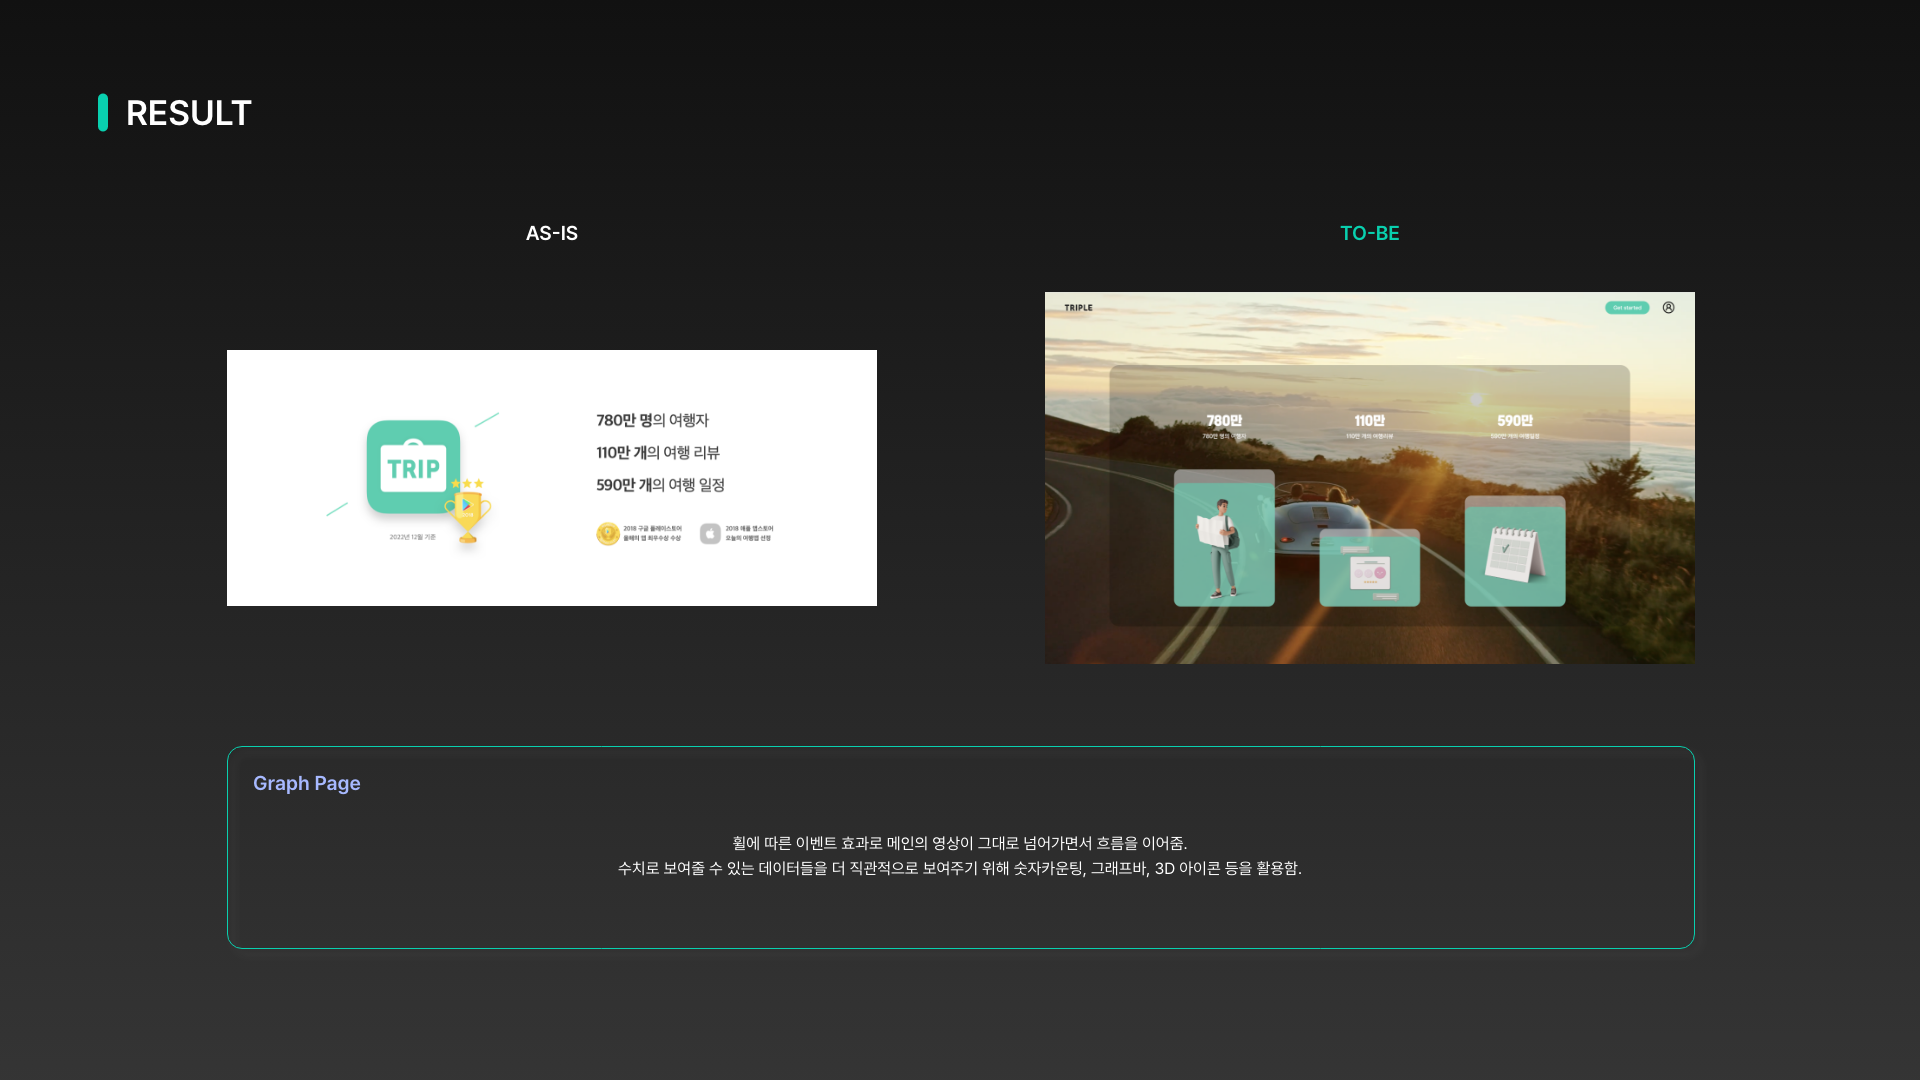 RESULT
AS-IS
TO-BE
TRIP
2022년 12월 기준
780만 명의 여행자
110만 개의 여행 리뷰
590만 개의 여행 일정
2018 구글 플레이스토어
올해의 앱 최우수상 수상
2018 애플 앱스토어
오늘의 여행앱 선정
TRIPLE
Get started
780만
780만 명의 여행자
110만
110만 개의 여행리뷰
590만
590만 개의 여행일정
Graph Page
휠에 따른 이벤트 효과로 메인의 영상이 그대로 넘어가면서 흐름을 이어줌.
수치로 보여줄 수 있는 데이터들을 더 직관적으로 보여주기 위해 숫자카운팅, 그래프바, 3D 아이콘 등을 활용함.